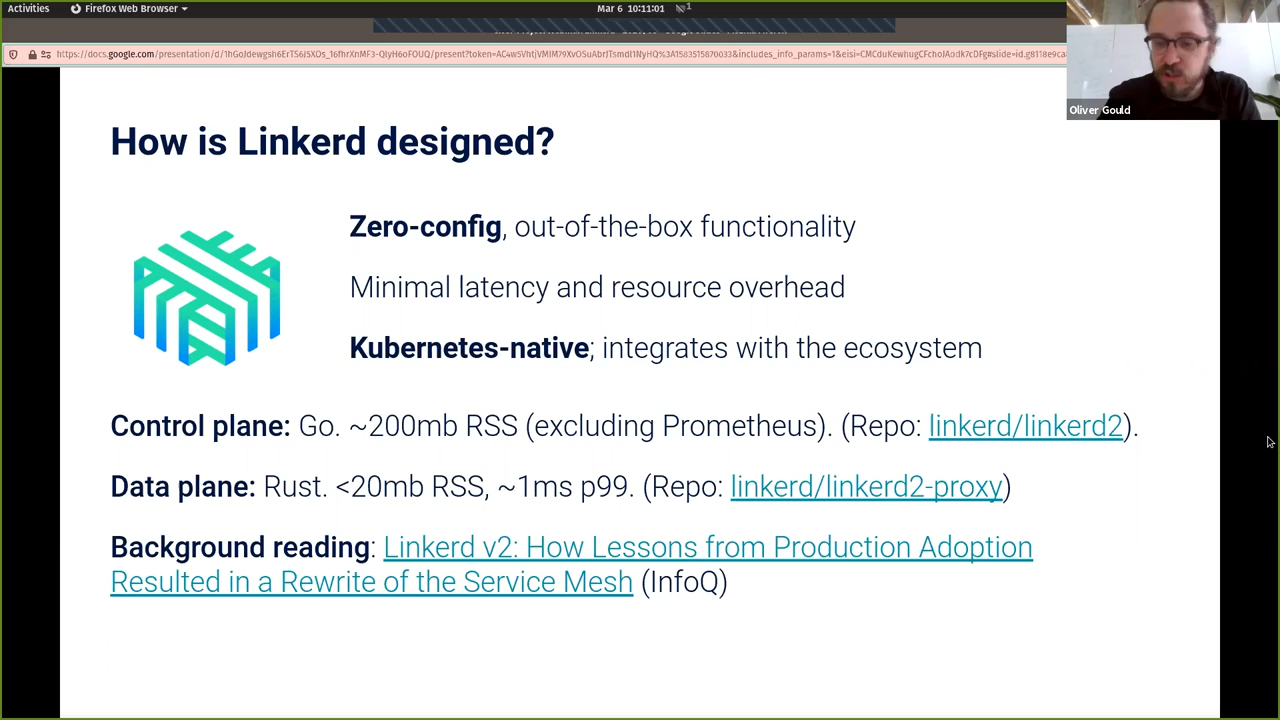 Activities
Firefox Web Browser
Mar 6 10:11:01
1
Oliver Gould
How is Linkerd designed?
Zero-config, out-of-the-box functionality
Minimal latency and resource overhead
Kubernetes-native; integrates with the ecosystem
Control plane: Go. ~200mb RSS (excluding Prometheus). (Repo: linkerd/linkerd2).
Data plane: Rust. <20mb RSS, ~1ms p99. (Repo: linkerd/linkerd2-proxy)
Background reading: Linkerd v2: How Lessons from Production Adoption
Resulted in a Rewrite of the Service Mesh (InfoQ)